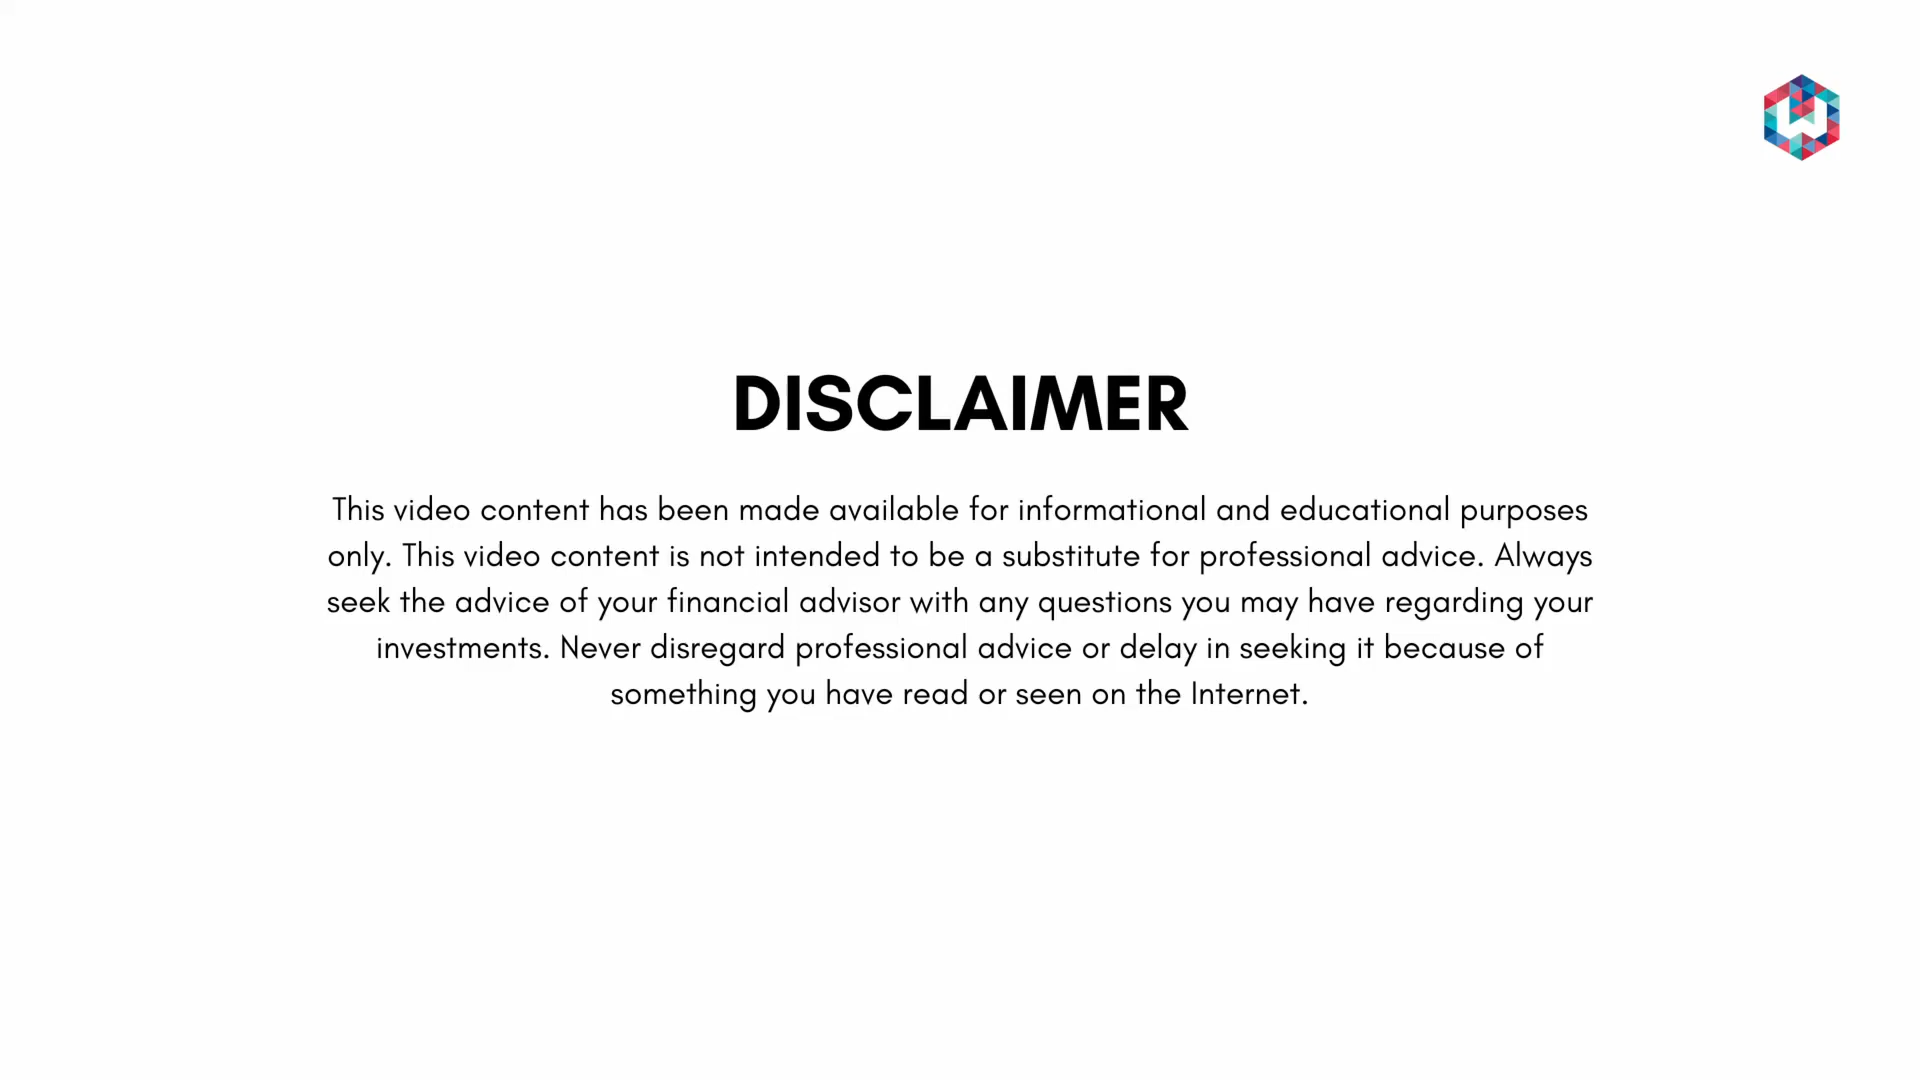 DISCLAIMER
This video content has been made available for informational and educational purposes
only. This video content is not intended to be a substitute for professional advice. Always
seek the advice of your financial advisor with any questions you may have regarding your
investments. Never disregard professional advice or delay in seeking it because of
something you have read or seen on the Internet.